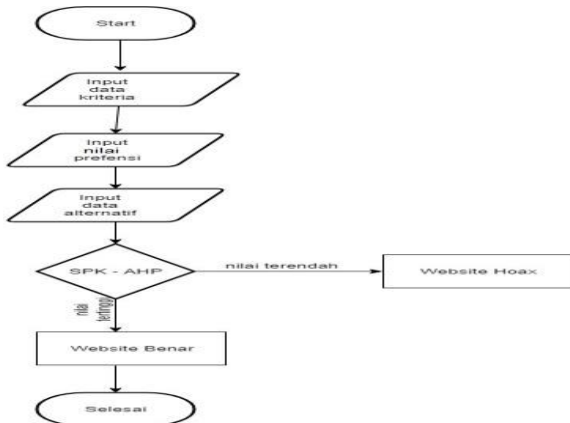 Start
Input
data
kriteria
Input
nilai
prefensi
Input
data
alternatif
SPK - AHP
nilai terendah
Website Hoax
nilai
tertinggi
Website Benar
Selesai